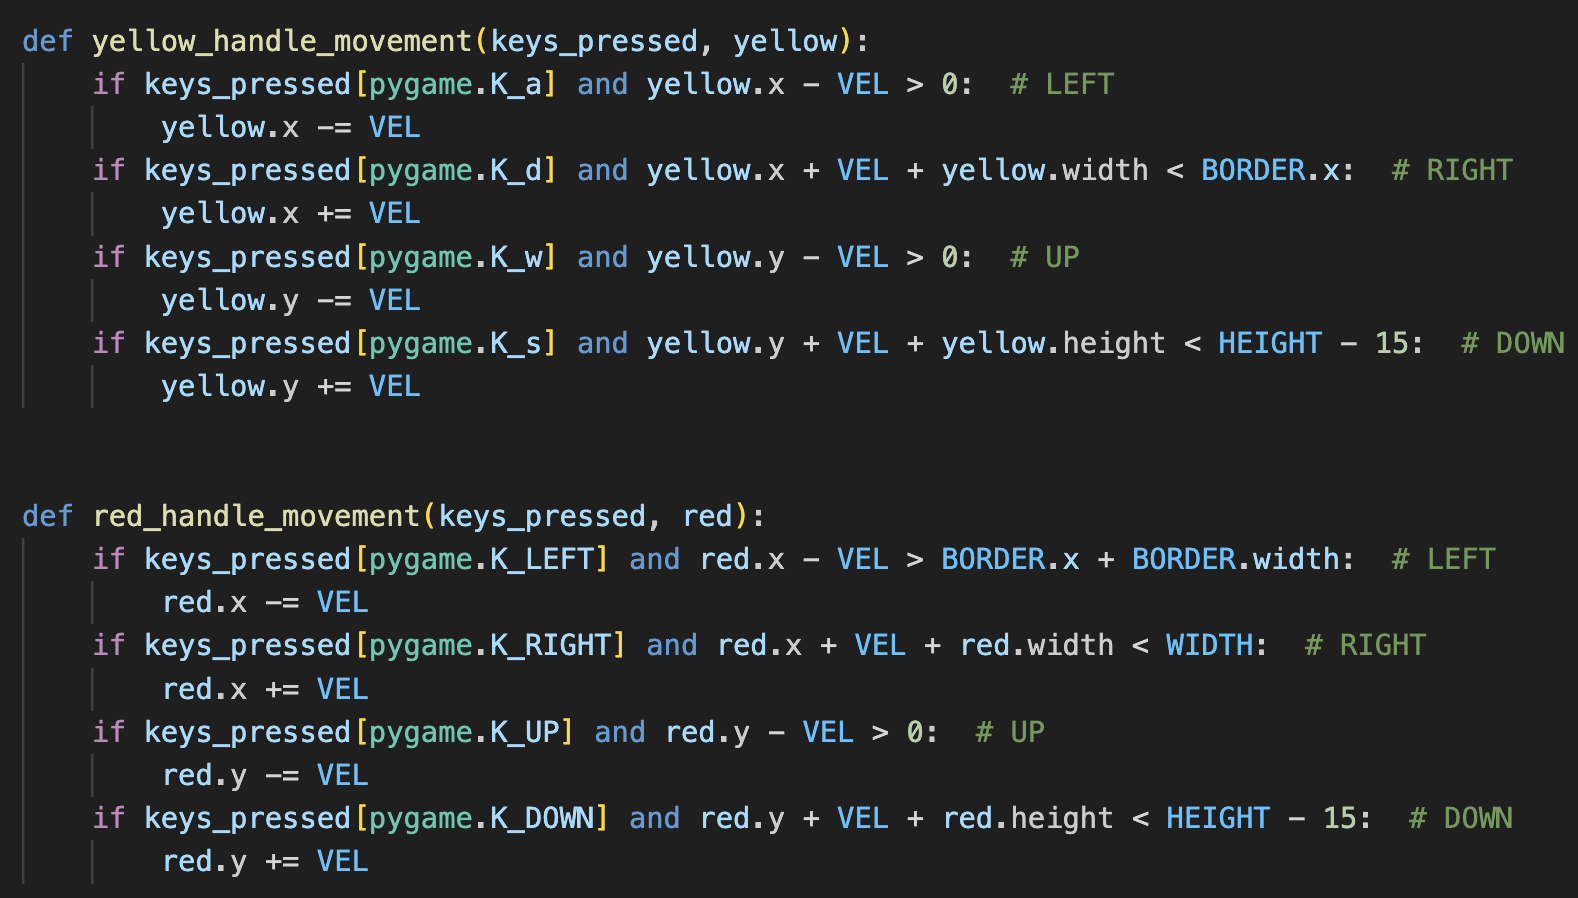 def yellow_handle_movement(keys_pressed, yellow):
    if keys_pressed[pygame.K_a] and yellow.x - VEL > 0:  # LEFT
        yellow.x -= VEL
    if keys_pressed[pygame.K_d] and yellow.x + VEL + yellow.width < BORDER.x:  # RIGHT
        yellow.x += VEL
    if keys_pressed[pygame.K_w] and yellow.y - VEL > 0:  # UP
        yellow.y -= VEL
    if keys_pressed[pygame.K_s] and yellow.y + VEL + yellow.height < HEIGHT - 15:  # DOWN
        yellow.y += VEL


def red_handle_movement(keys_pressed, red):
    if keys_pressed[pygame.K_LEFT] and red.x - VEL > BORDER.x + BORDER.width:  # LEFT
        red.x -= VEL
    if keys_pressed[pygame.K_RIGHT] and red.x + VEL + red.width < WIDTH:  # RIGHT
        red.x += VEL
    if keys_pressed[pygame.K_UP] and red.y - VEL > 0:  # UP
        red.y -= VEL
    if keys_pressed[pygame.K_DOWN] and red.y + VEL + red.height < HEIGHT - 15:  # DOWN
        red.y += VEL